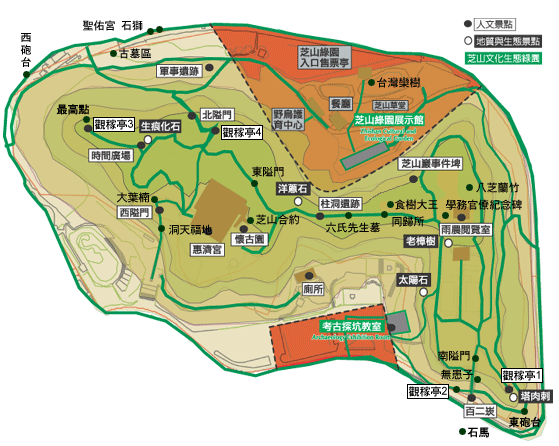 人文景點
地質與生態景點
芝山文化生態綠園
聖佑宮
石獅
西砲台
古墓區
軍事遺跡
芝山綠園
入口售票亭
台灣欒樹
餐廳
芝山草堂
野鳥護
育中心
芝山綠園展示館
最高點
觀稼亭3
生痕化石
北隘門
觀稼亭4
時間廣場
芝山巖事件埤
東隘門
洋蔥石
八芝蘭竹
大葉楠
西隘門
柱洞遺跡
食樹大王
學務官僚紀念碑
芝山合約
同歸所
洞天福地
六氏先生墓
雨農閱覽室
懷古園
老樟樹
惠濟宮
太陽石
廁所
考古探坑教室
Archaeology Exhibition Room
南隘門
無患子
觀稼亭1
觀稼亭2
塔肉刺
百二崁
東砲台
石馬